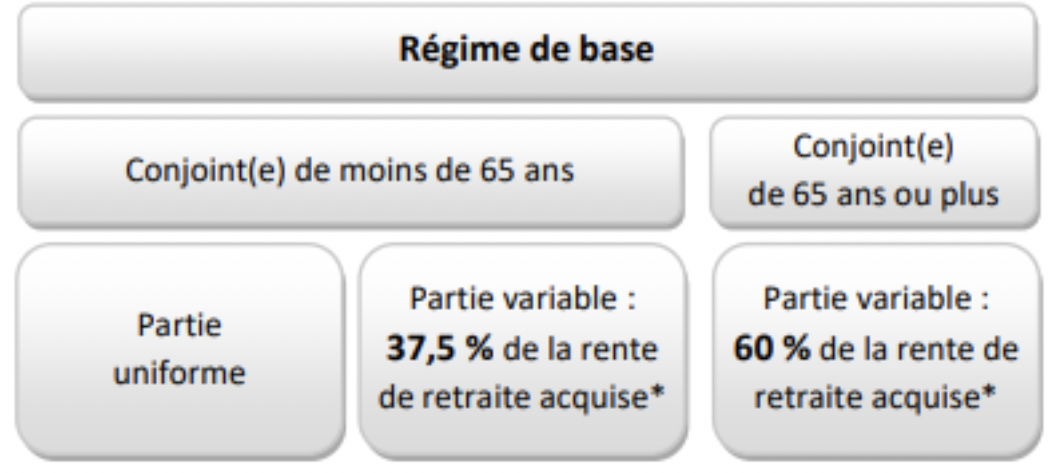 Régime de base
Conjoint(e) de moins de 65 ans
Conjoint(e)
de 65 ans ou plus
Partie
uniforme
Partie variable :
37,5 % de la rente
de retraite acquise*
Partie variable :
60 % de la rente de
retraite acquise*